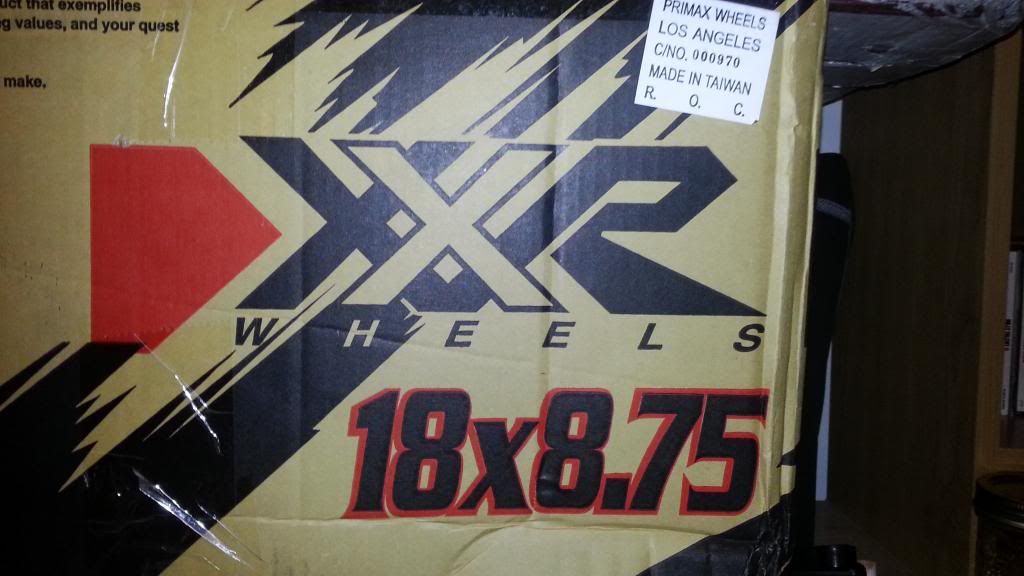 uct that exemplifies
g values, and your quest
make,
PRIMAX WHEELS
LOS ANGELES
C/NO. 000970
MADE IN TAIWAN
R. O. C.
XXR
WHEELS
18x8.75